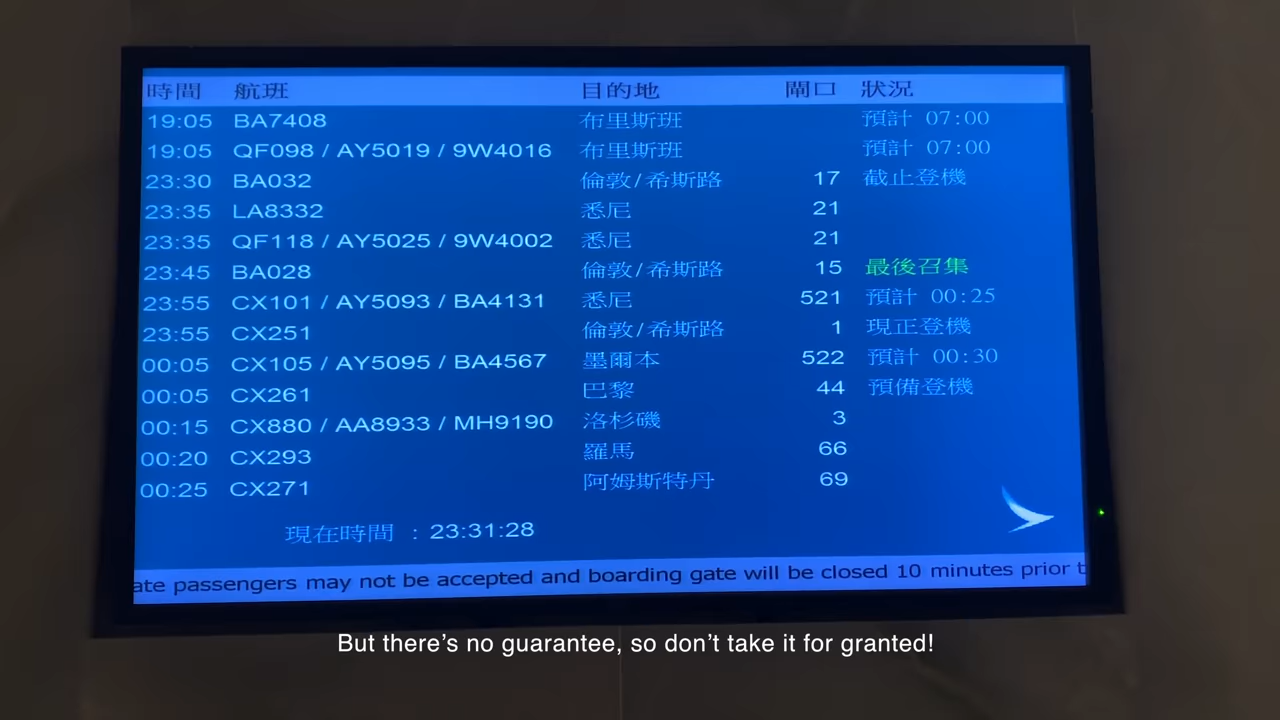 時間 航班 目的地 閘口 狀況
19:05 BA7408 布里斯班 預計 07:00
19:05 QF098 / AY5019 / 9W4016 布里斯班 預計 07:00
23:30 BA032 倫敦/希斯路 17 截止登機
23:35 LA8332 悉尼 21
23:35 QF118 / AY5025 / 9W4002 悉尼 21
23:45 BA028 倫敦/希斯路 15 最後召集
23:55 CX101 / AY5093 / BA4131 悉尼 521 預計 00:25
23:55 CX251 倫敦/希斯路 1 現正登機
00:05 CX105 / AY5095 / BA4567 墨爾本 522 預計 00:30
00:05 CX261 巴黎 44 預備登機
00:15 CX880 / AA8933 / MH9190 洛杉磯 3
00:20 CX293 羅馬 66
00:25 CX271 阿姆斯特丹 69
現在時間 : 23:31:28
ate passengers may not be accepted and boarding gate will be closed 10 minutes prior t
But there's no guarantee, so don't take it for granted!